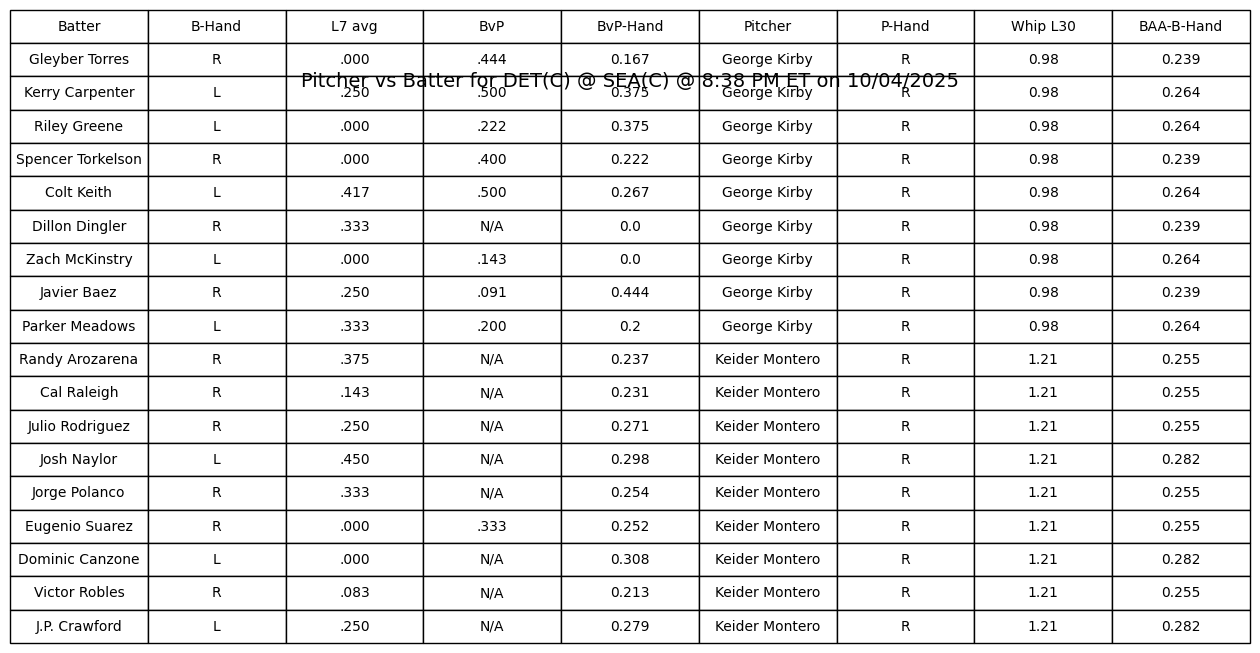 Batter B-Hand L7 avg BvP BvP-Hand Pitcher P-Hand Whip L30 BAA-B-Hand
Gleyber Torres R .000 .444 0.167 George Kirby R 0.98 0.239
Pitcher vs Batter for DET(C) @ SEA(C) @ 8:38 PM ET on 10/04/2025
Kerry Carpenter L .250 .500 0.375 George Kirby R 0.98 0.264
Riley Greene L .000 .222 0.375 George Kirby R 0.98 0.264
Spencer Torkelson R .000 .400 0.222 George Kirby R 0.98 0.239
Colt Keith L .417 .500 0.267 George Kirby R 0.98 0.264
Dillon Dingler R .333 N/A 0.0 George Kirby R 0.98 0.239
Zach McKinstry L .000 .143 0.0 George Kirby R 0.98 0.264
Javier Baez R .250 .091 0.444 George Kirby R 0.98 0.239
Parker Meadows L .333 .200 0.2 George Kirby R 0.98 0.264
Randy Arozarena R .375 N/A 0.237 Keider Montero R 1.21 0.255
Cal Raleigh R .143 N/A 0.231 Keider Montero R 1.21 0.255
Julio Rodriguez R .250 N/A 0.271 Keider Montero R 1.21 0.255
Josh Naylor L .450 N/A 0.298 Keider Montero R 1.21 0.282
Jorge Polanco R .333 N/A 0.254 Keider Montero R 1.21 0.255
Eugenio Suarez R .000 .333 0.252 Keider Montero R 1.21 0.255
Dominic Canzone L .000 N/A 0.308 Keider Montero R 1.21 0.282
Victor Robles R .083 N/A 0.213 Keider Montero R 1.21 0.255
J.P. Crawford L .250 N/A 0.279 Keider Montero R 1.21 0.282